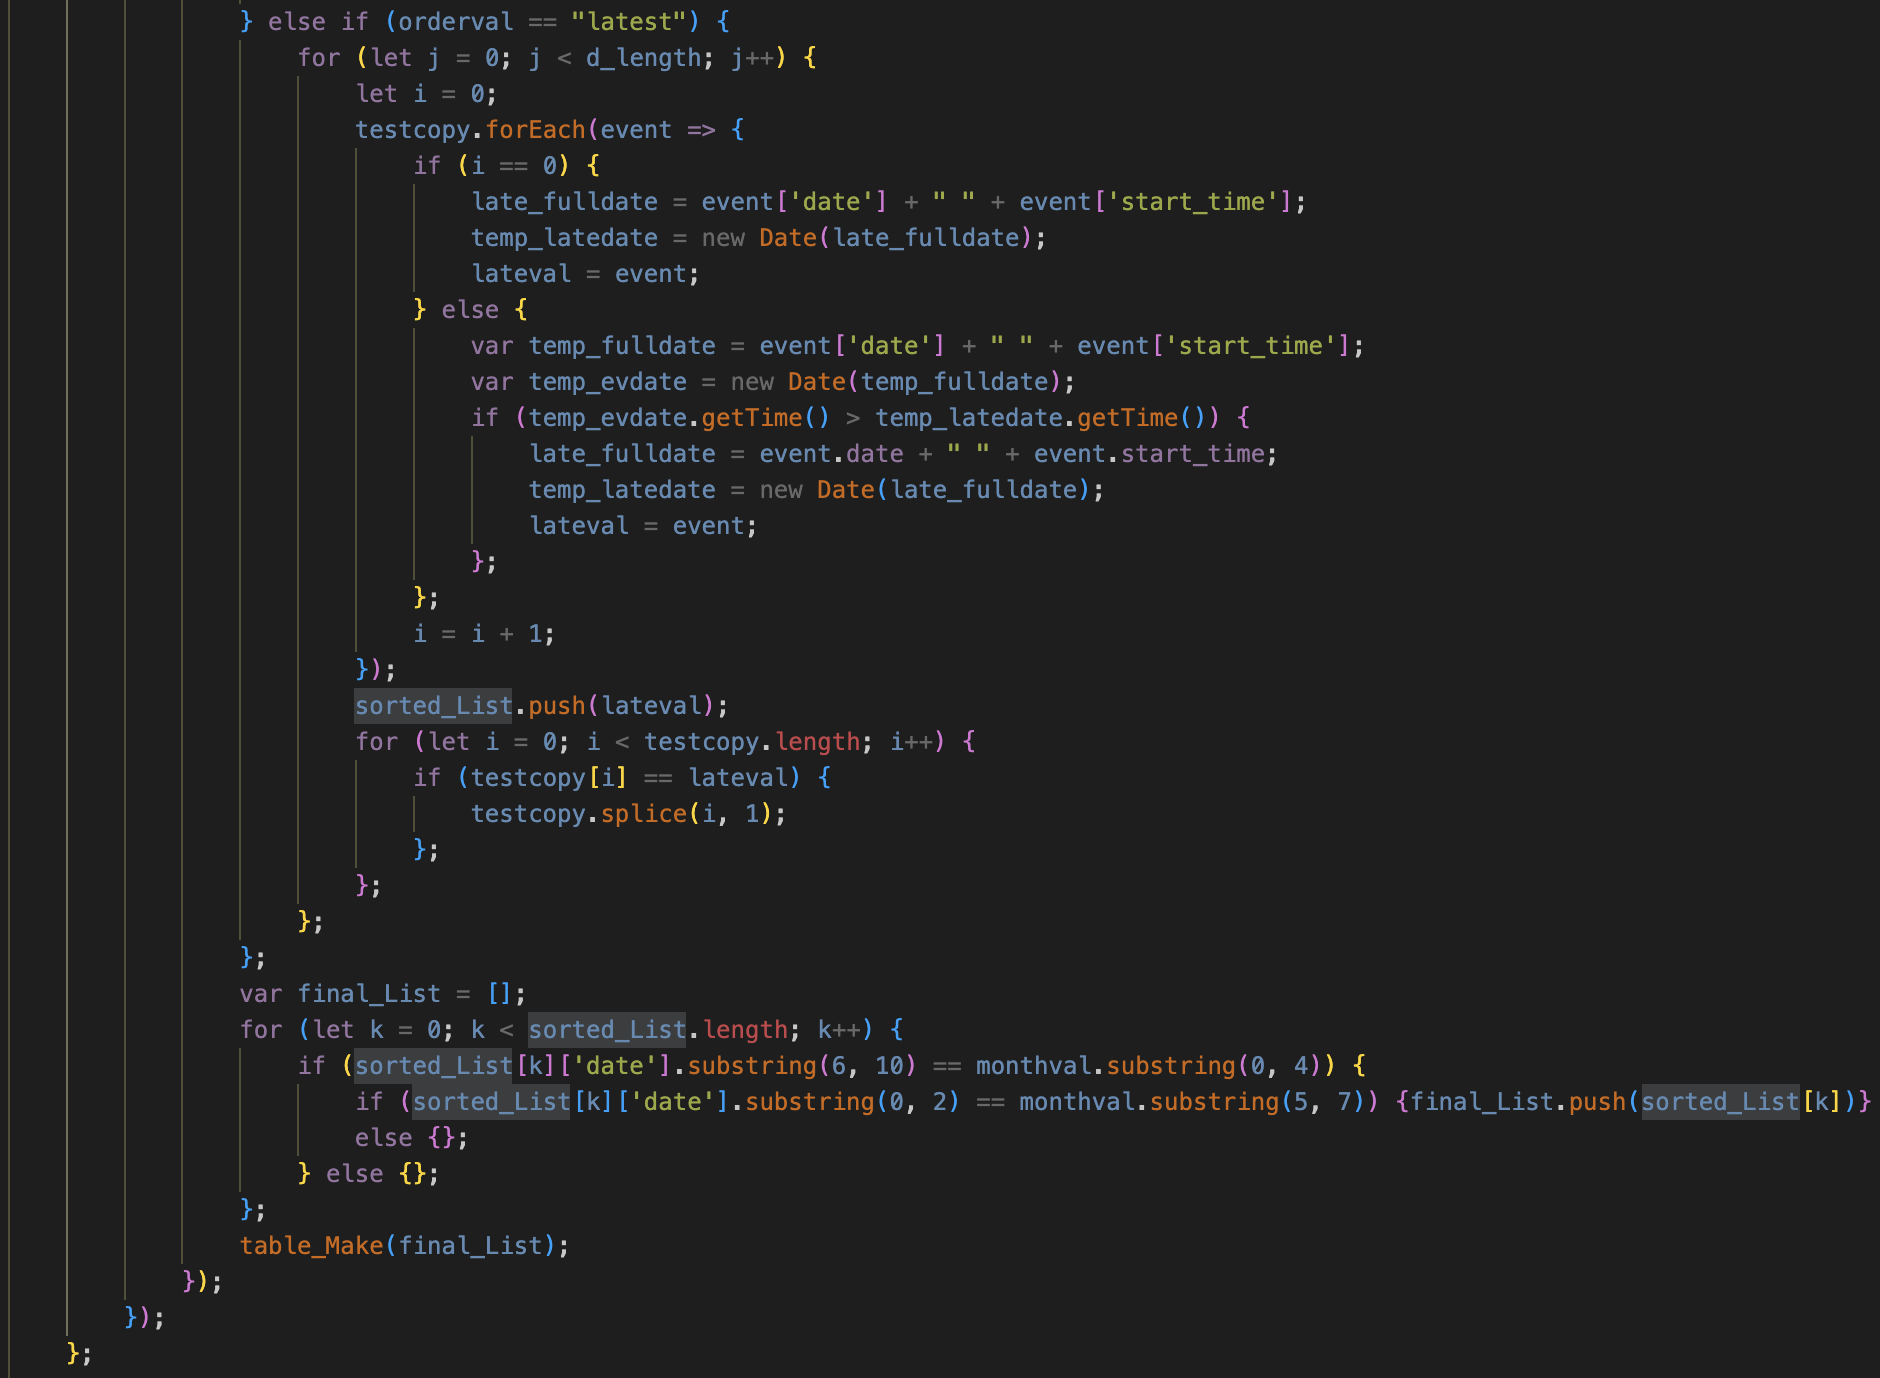 } else if (orderval == "latest") {
for (let j = 0; j < d_length; j++) {
let i = 0;
testcopy.forEach(event => {
if (i == 0) {
late_fulldate = event['date'] + " " + event['start_time'];
temp_latedate = new Date(late_fulldate);
lateval = event;
} else {
var temp_fulldate = event['date'] + " " + event['start_time'];
var temp_evdate = new Date(temp_fulldate);
if (temp_evdate.getTime() > temp_latedate.getTime()) {
late_fulldate = event.date + " " + event.start_time;
temp_latedate = new Date(late_fulldate);
lateval = event;
};
};
i = i + 1;
});
sorted_List.push(lateval);
for (let i = 0; i < testcopy.length; i++) {
if (testcopy[i] == lateval) {
testcopy.splice(i, 1);
};
};
};
};
var final_List = [];
for (let k = 0; k < sorted_List.length; k++) {
if (sorted_List[k]['date'].substring(6, 10) == monthval.substring(0, 4)) {
if (sorted_List[k]['date'].substring(0, 2) == monthval.substring(5, 7)) {final_List.push(sorted_List[k])}
else {};
} else {};
};
table_Make(final_List);
});
});
};